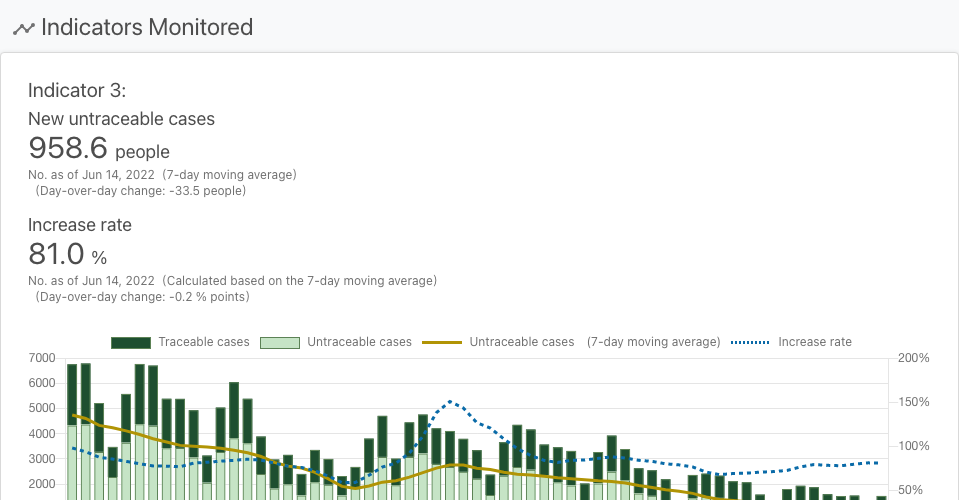 Indicators Monitored
Indicator 3:
New untraceable cases
958.6 people
No. as of Jun 14, 2022 (7-day moving average)
(Day-over-day change: -33.5 people)
Increase rate
81.0 %
No. as of Jun 14, 2022 (Calculated based on the 7-day moving average)
(Day-over-day change: -0.2 % points)
Traceable cases Untraceable cases Untraceable cases (7-day moving average) Increase rate
7000 200%
6000
5000 150%
4000
3000 100%
2000
50%